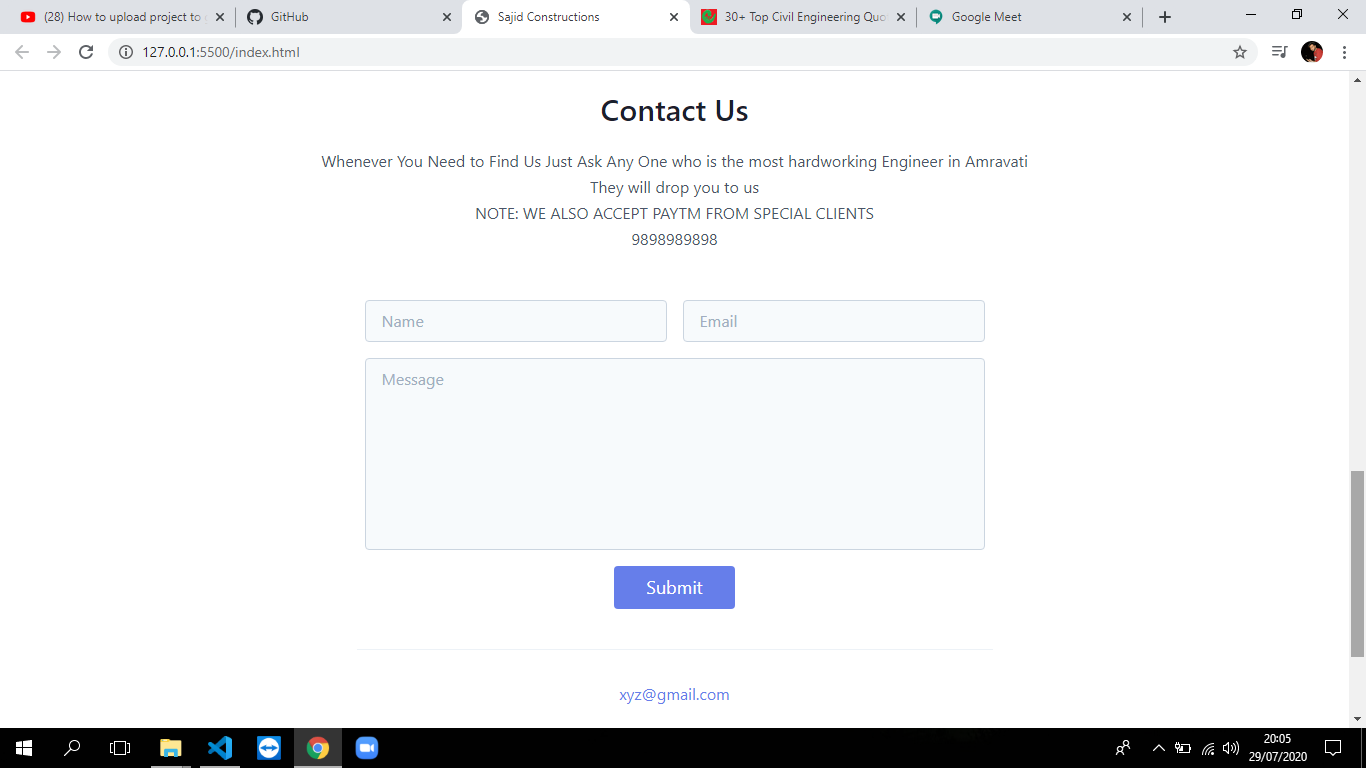 (28) How to upload project to
GitHub
Sajid Constructions
30+ Top Civil Engineering Quo
Google Meet
127.0.0.1:5500/index.html
Contact Us
Whenever You Need to Find Us Just Ask Any One who is the most hardworking Engineer in Amravati
They will drop you to us
NOTE: WE ALSO ACCEPT PAYTM FROM SPECIAL CLIENTS
9898989898
Name
Email
Message
Submit
xyz@gmail.com
20:05
29/07/2020